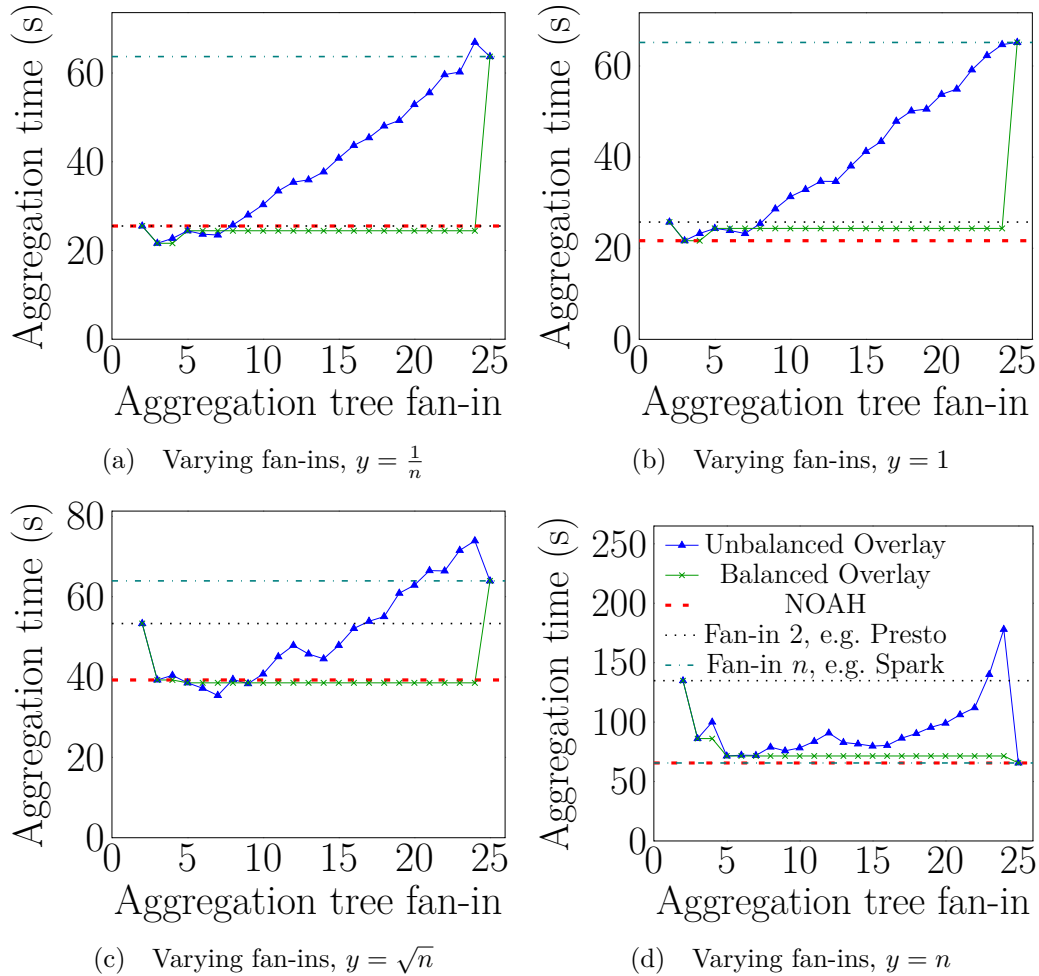 Aggregation time (s)
60
40
20
0
0 5 10 15 20 25
Aggregation tree fan-in
(a) Varying fan-ins, $y = \frac{1}{n}$
Aggregation time (s)
60
40
20
0
0 5 10 15 20 25
Aggregation tree fan-in
(b) Varying fan-ins, $y = 1$
Aggregation time (s)
80
60
40
20
0
0 5 10 15 20 25
Aggregation tree fan-in
(c) Varying fan-ins, $y = \sqrt{n}$
Aggregation time (s)
250
200
150
100
50
0
Unbalanced Overlay
Balanced Overlay
NOAH
Fan-in 2, e.g. Presto
Fan-in n, e.g. Spark
0 5 10 15 20 25
Aggregation tree fan-in
(d) Varying fan-ins, $y = n$